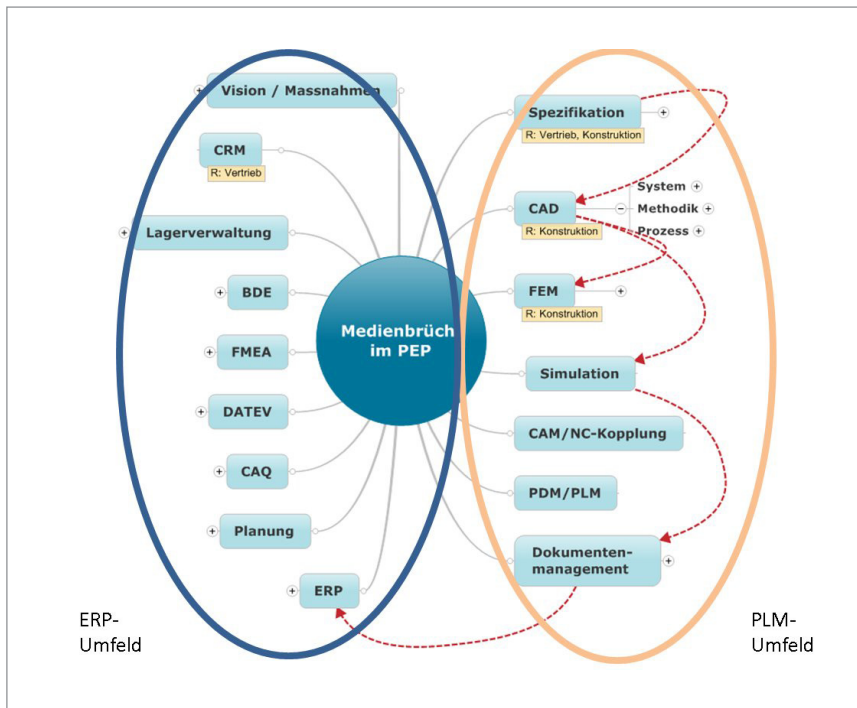 Vision / Massnahmen
CRM
R: Vertrieb
Lagerverwaltung
BDE
FMEA
DATEV
CAQ
Planung
ERP
Medienbrüch
im PEP
Spezifikation
R: Vertrieb, Konstruktion
CAD
R: Konstruktion
System
Methodik
Prozess
FEM
R: Konstruktion
Simulation
CAM/NC-Kopplung
PDM/PLM
Dokumenten-
management
ERP-
Umfeld
PLM-
Umfeld